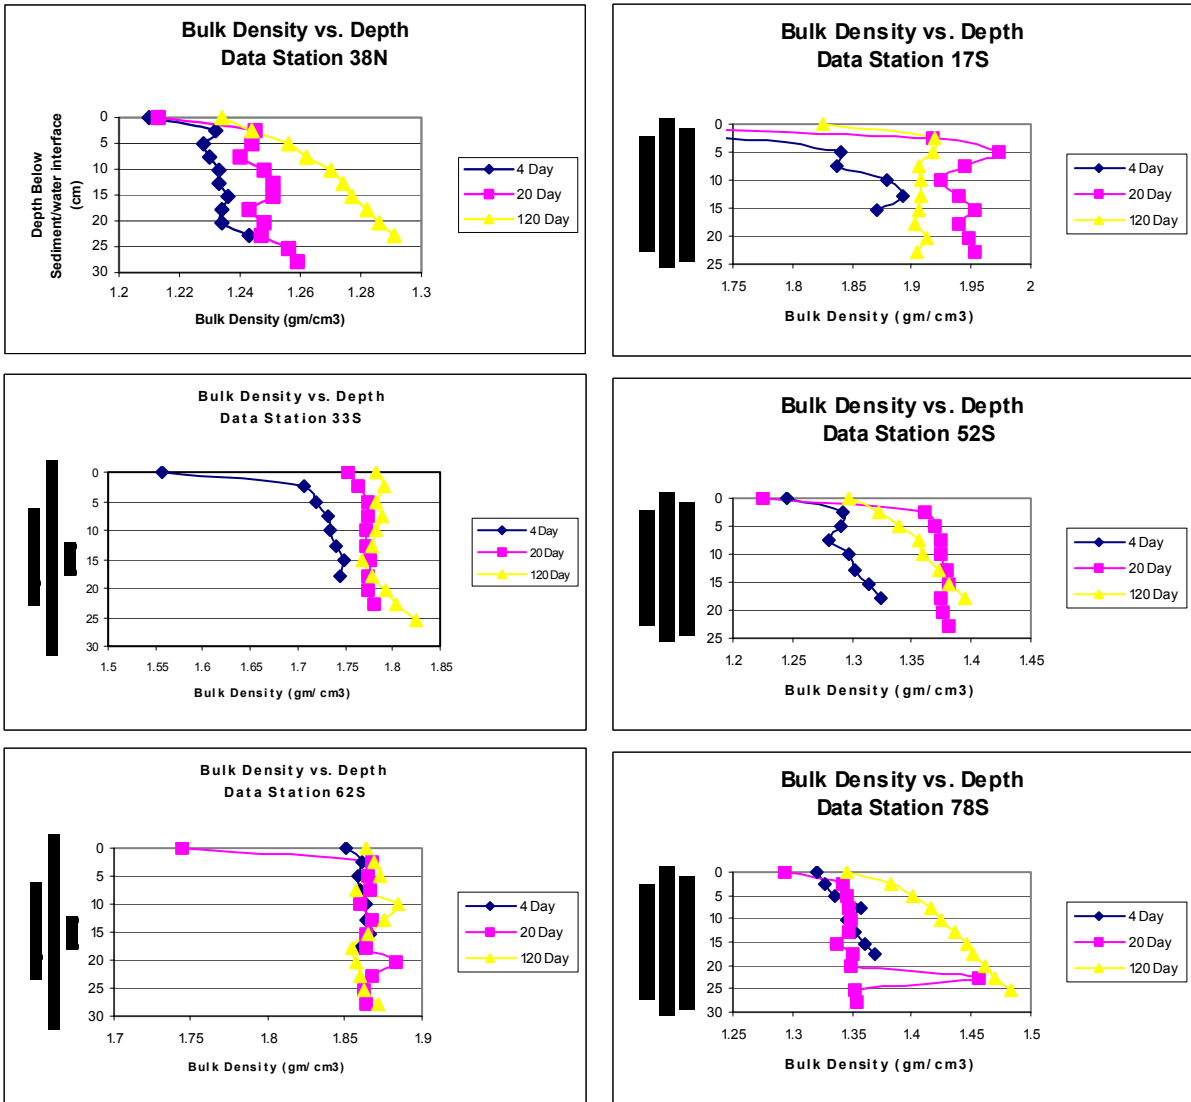 Bulk Density vs. Depth
Data Station 38N
Depth Below
Sediment/water interface
(cm)
0
5
10
15
20
25
30
1.2 1.22 1.24 1.26 1.28 1.3
Bulk Density (gm/cm3)
4 Day
20 Day
120 Day
Bulk Density vs. Depth
Data Station 17S
0
5
10
15
20
25
1.75 1.8 1.85 1.9 1.95 2
Bulk Density (gm/cm3)
4 Day
20 Day
120 Day
Bulk Density vs. Depth
Data Station 33S
0
5
10
15
20
25
30
1.5 1.55 1.6 1.65 1.7 1.75 1.8 1.85
Bulk Density (gm/cm3)
4 Day
20 Day
120 Day
Bulk Density vs. Depth
Data Station 52S
0
5
10
15
20
25
1.2 1.25 1.3 1.35 1.4 1.45
Bulk Density (gm/cm3)
4 Day
20 Day
120 Day
Bulk Density vs. Depth
Data Station 62S
0
5
10
15
20
25
30
1.7 1.75 1.8 1.85 1.9
Bulk Density (gm/cm3)
4 Day
20 Day
120 Day
Bulk Density vs. Depth
Data Station 78S
0
5
10
15
20
25
30
1.25 1.3 1.35 1.4 1.45 1.5
Bulk Density (gm/cm3)
4 Day
20 Day
120 Day